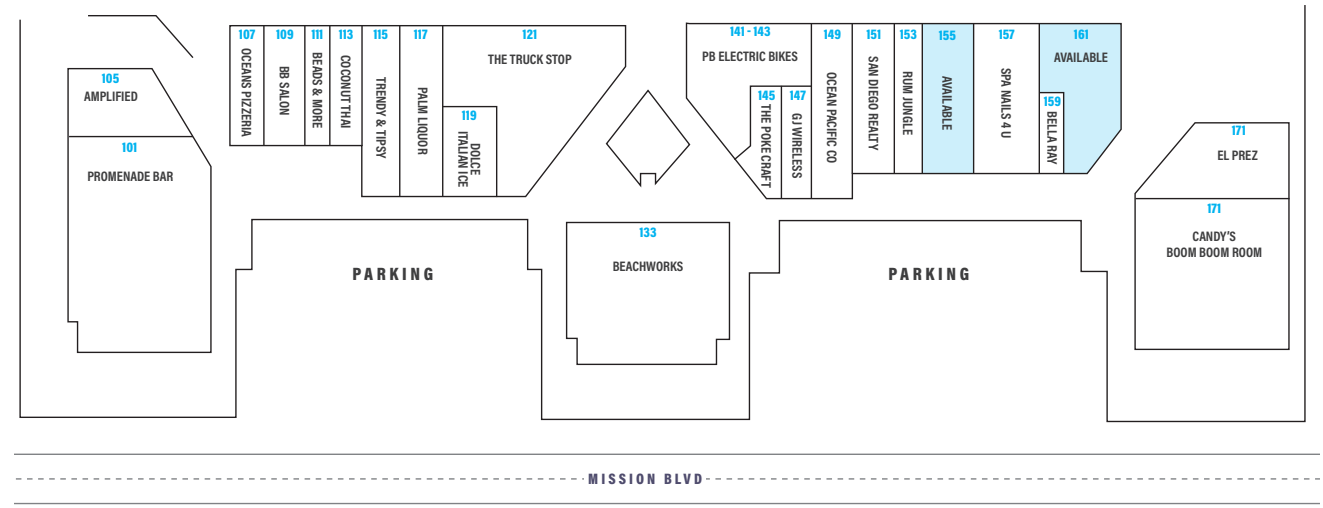 105
AMPLIFIED
101
PROMENADE BAR
107
OCEANS PIZZERIA
109
BB SALON
111
BEADS & MORE
113
COCONUT THAI
115
TRENDY & TIPSY
117
PALM LIQUOR
121
THE TRUCK STOP
119
DOLCE
ITALIAN ICE
133
BEACHWORKS
141 - 143
PB ELECTRIC BIKES
145
THE POKE CRAFT
147
GJ WIRELESS
149
OCEAN PACIFIC CO
151
SAN DIEGO REALTY
153
RUM JUNGLE
155
AVAILABLE
157
SPA NAILS 4 U
161
AVAILABLE
159
BELLA RAY
171
EL PREZ
171
CANDY'S
BOOM BOOM ROOM
PARKING
PARKING
MISSION BLVD